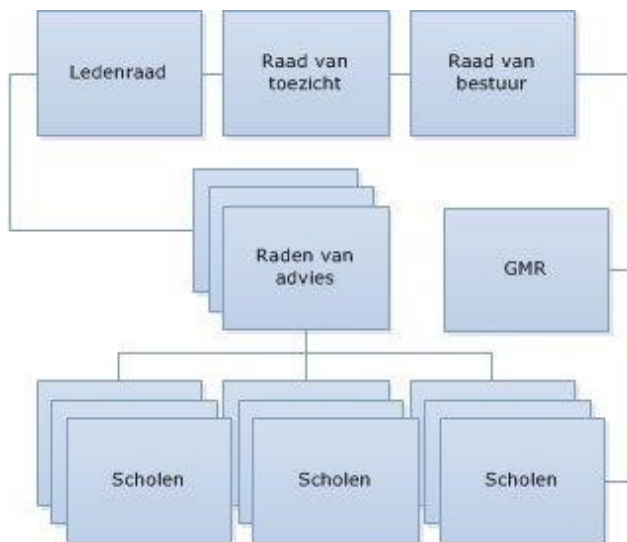 Ledenraad
Raad van
toezicht
Raad van
bestuur
Raden van
advies
GMR
Scholen
Scholen
Scholen